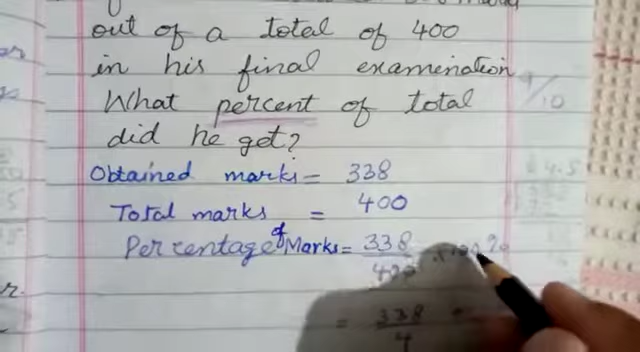 out of a total of 400
in his final examenation
What percent of total
did he get?
Obtained marks = 338
Total marks = 400
Percentage of Marks = 338
400
= 338
4